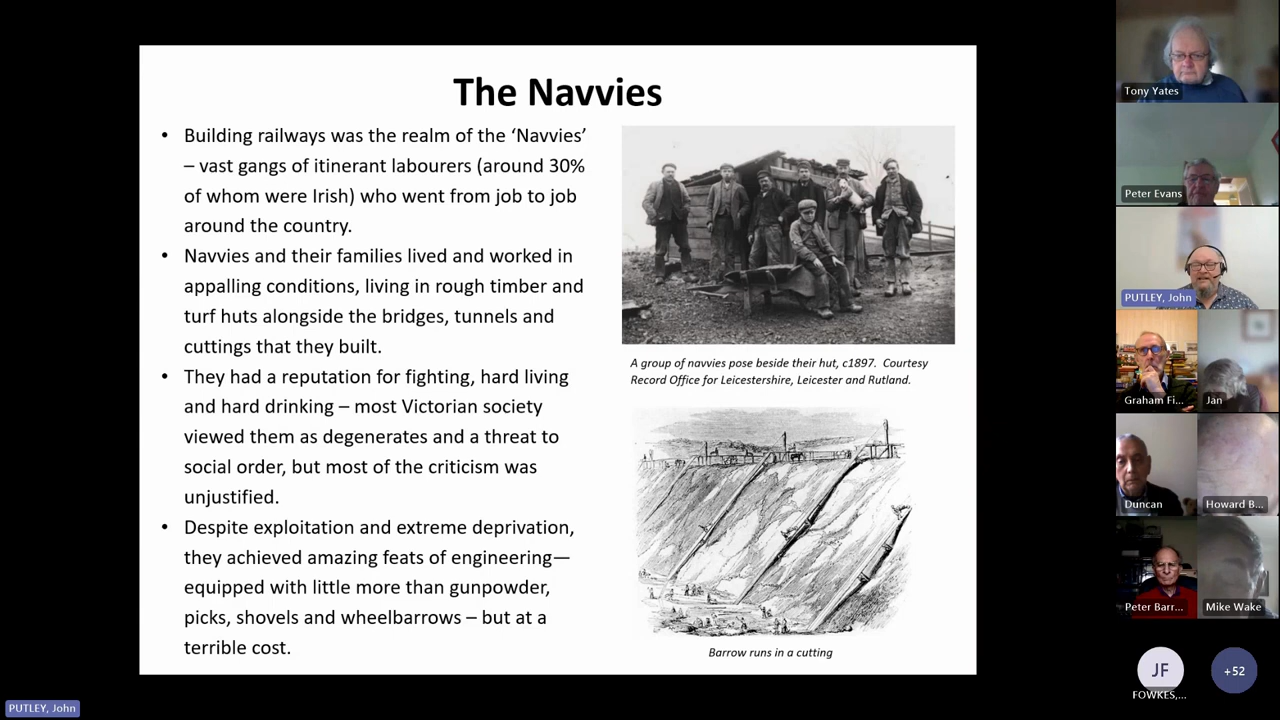 The Navvies
• Building railways was the realm of the ‘Navvies’
– vast gangs of itinerant labourers (around 30%
of whom were Irish) who went from job to job
around the country.
• Navvies and their families lived and worked in
appalling conditions, living in rough timber and
turf huts alongside the bridges, tunnels and
cuttings that they built.
• They had a reputation for fighting, hard living
and hard drinking – most Victorian society
viewed them as degenerates and a threat to
social order, but most of the criticism was
unjustified.
• Despite exploitation and extreme deprivation,
they achieved amazing feats of engineering—
equipped with little more than gunpowder,
picks, shovels and wheelbarrows – but at a
terrible cost.
A group of navvies pose beside their hut, c1897. Courtesy
Record Office for Leicestershire, Leicester and Rutland.
Barrow runs in a cutting
Tony Yates
Peter Evans
PUTLEY, John
Graham Fi...
Jan
Duncan
Howard B...
Peter Barr...
Mike Wake
JF
+52
FOWKES,...
PUTLEY, John